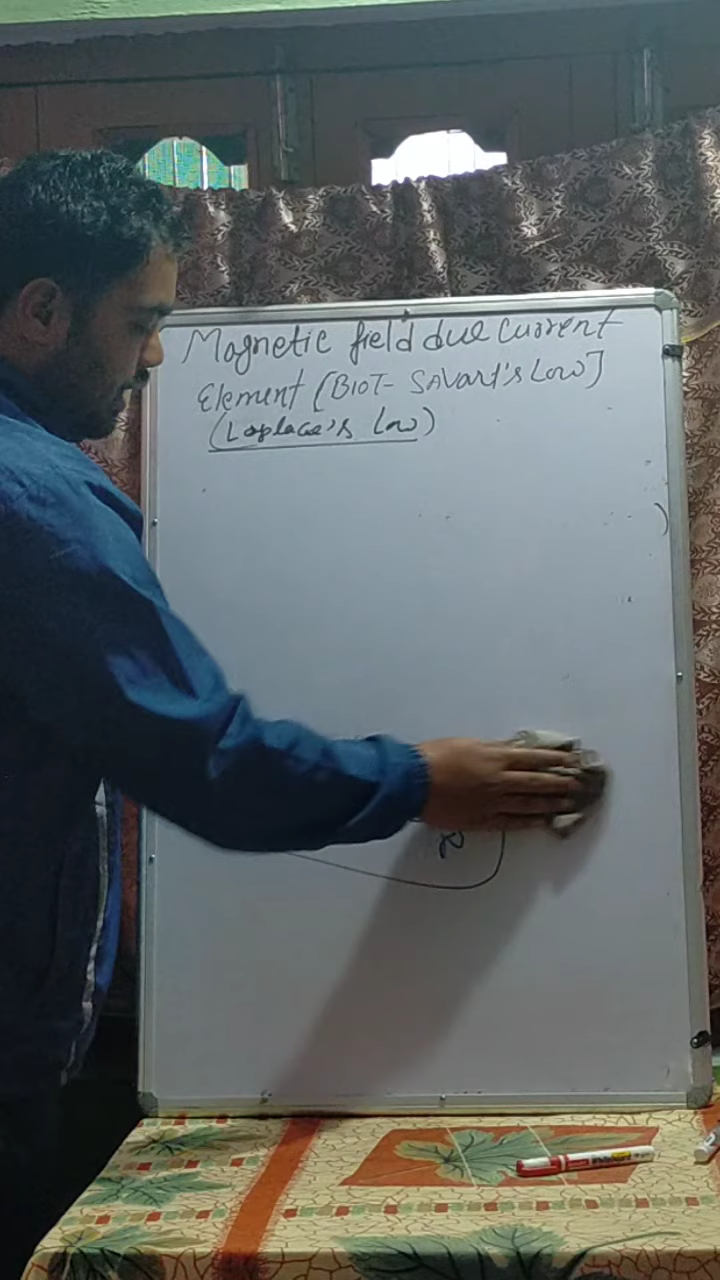 Magnetic field due current
Element [BIOT- SAVart's Low]
(Laplace's Low)